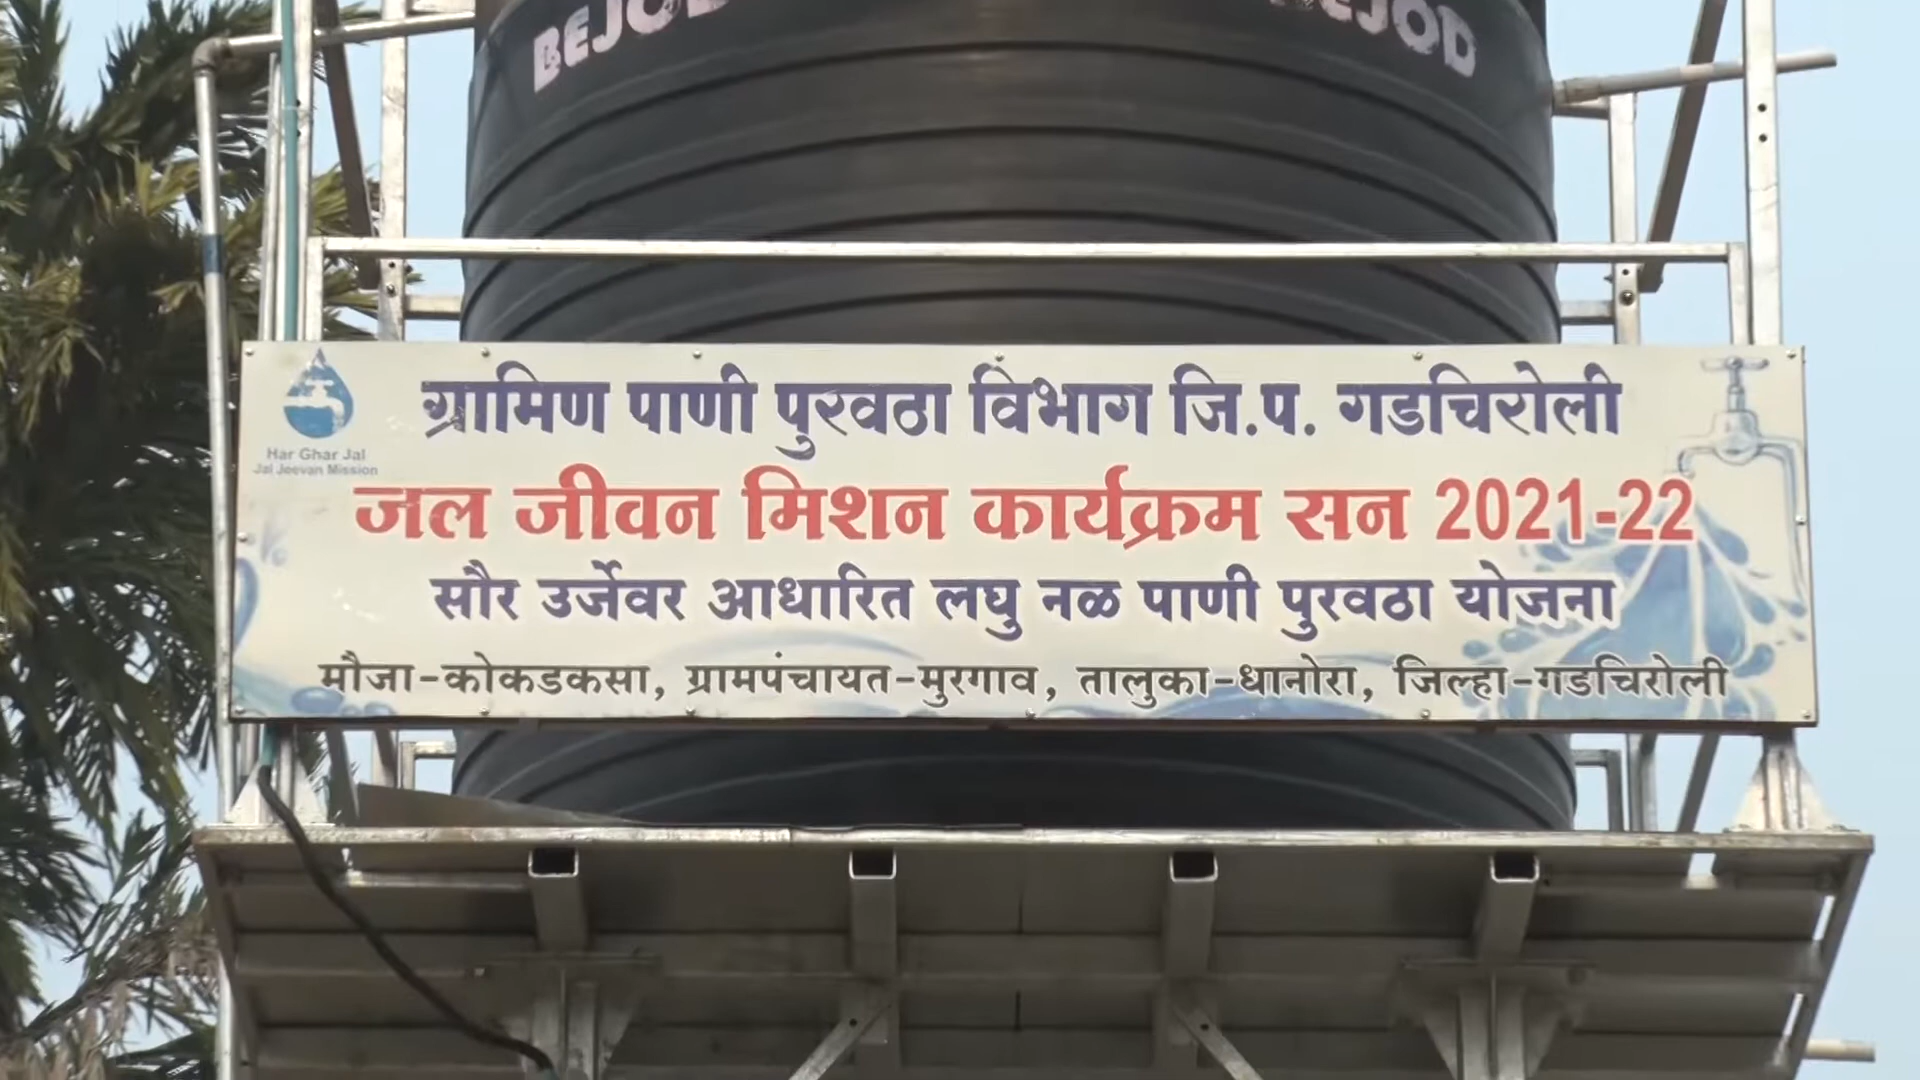 BEJOD
Har Ghar Jal
Jal Jeevan Mission
ग्रामिण पाणी पुरवठा विभाग जि.प. गडचिरोली
जल जीवन मिशन कार्यक्रम सन 2021-22
सौर उर्जेवर आधारित लघु नळ पाणी पुरवठा योजना
मौजा-कोकडकसा, ग्रामपंचायत-मुरगाव, तालुका-धानोरा, जिल्हा-गडचिरोली